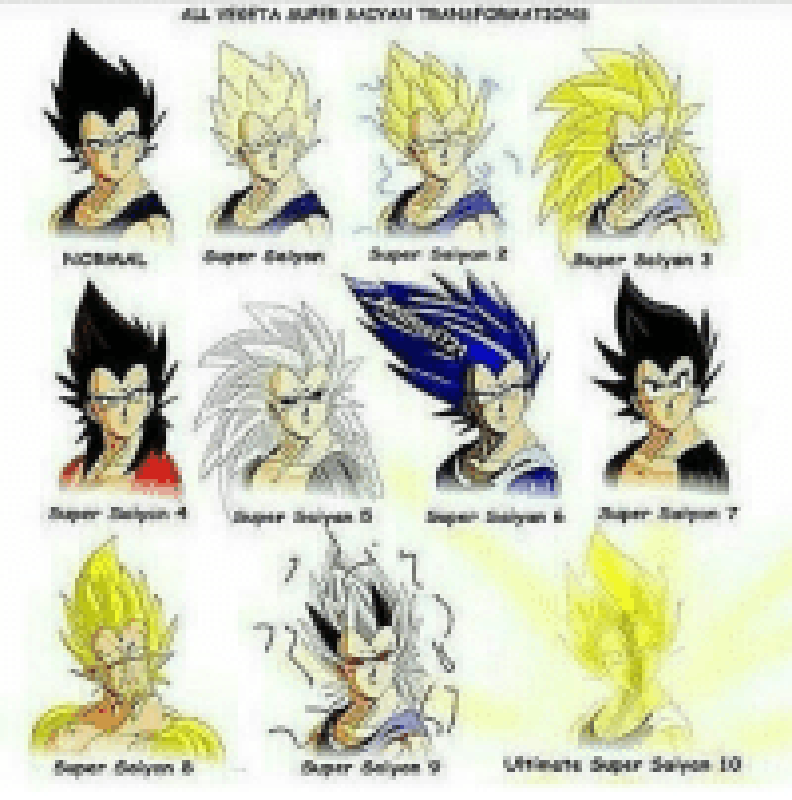 ALL VEGETA SUPER SAIYAN TRANSFORMATIONS
NORMAL
Super Saiyan
Super Saiyan 2
Super Saiyan 3
Super Saiyan 4
Super Saiyan 5
Super Saiyan 6
Super Saiyan 7
Super Saiyan 8
Super Saiyan 9
Ultimate Super Saiyan 10